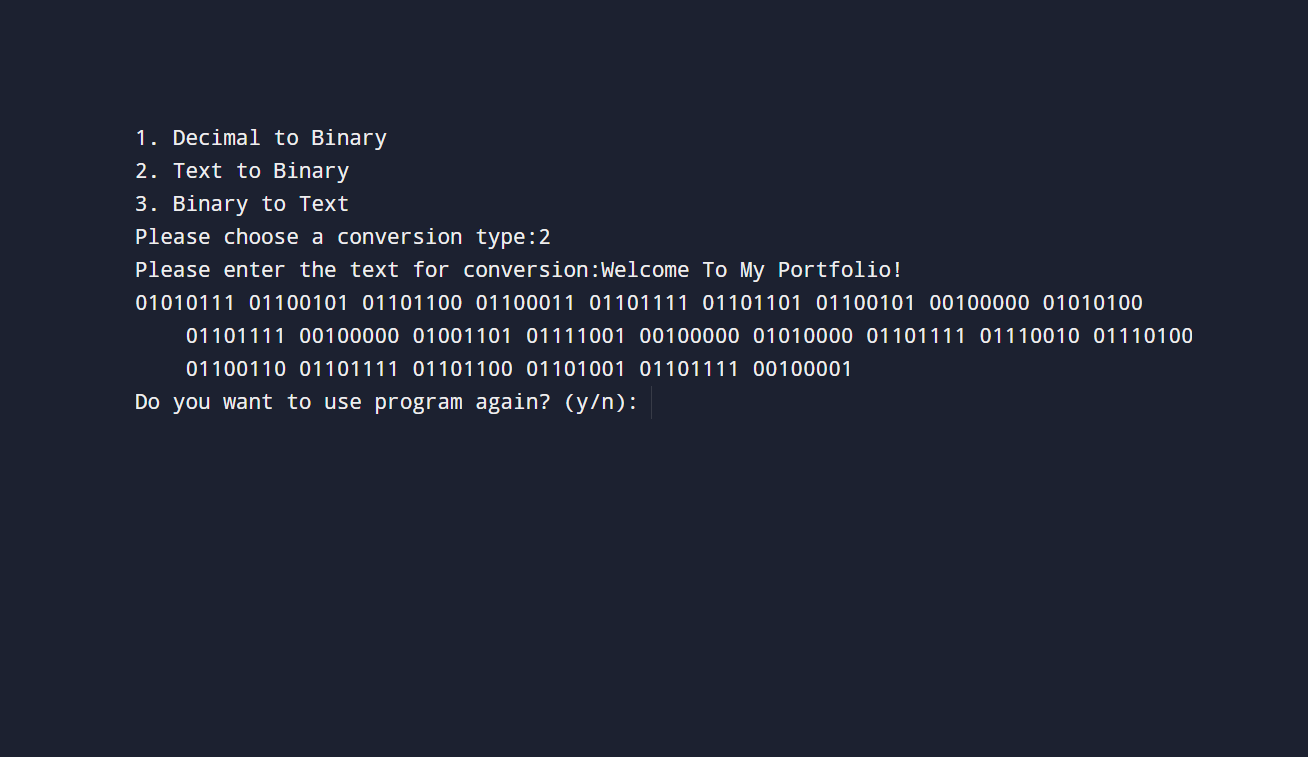 1. Decimal to Binary
2. Text to Binary
3. Binary to Text
Please choose a conversion type:2
Please enter the text for conversion:Welcome To My Portfolio!
01010111 01100101 01101100 01100011 01101111 01101101 01100101 00100000 01010100
01101111 00100000 01001101 01111001 00100000 01010000 01101111 01110010 01110100
01100110 01101111 01101100 01101001 01101111 00100001
Do you want to use program again? (y/n):